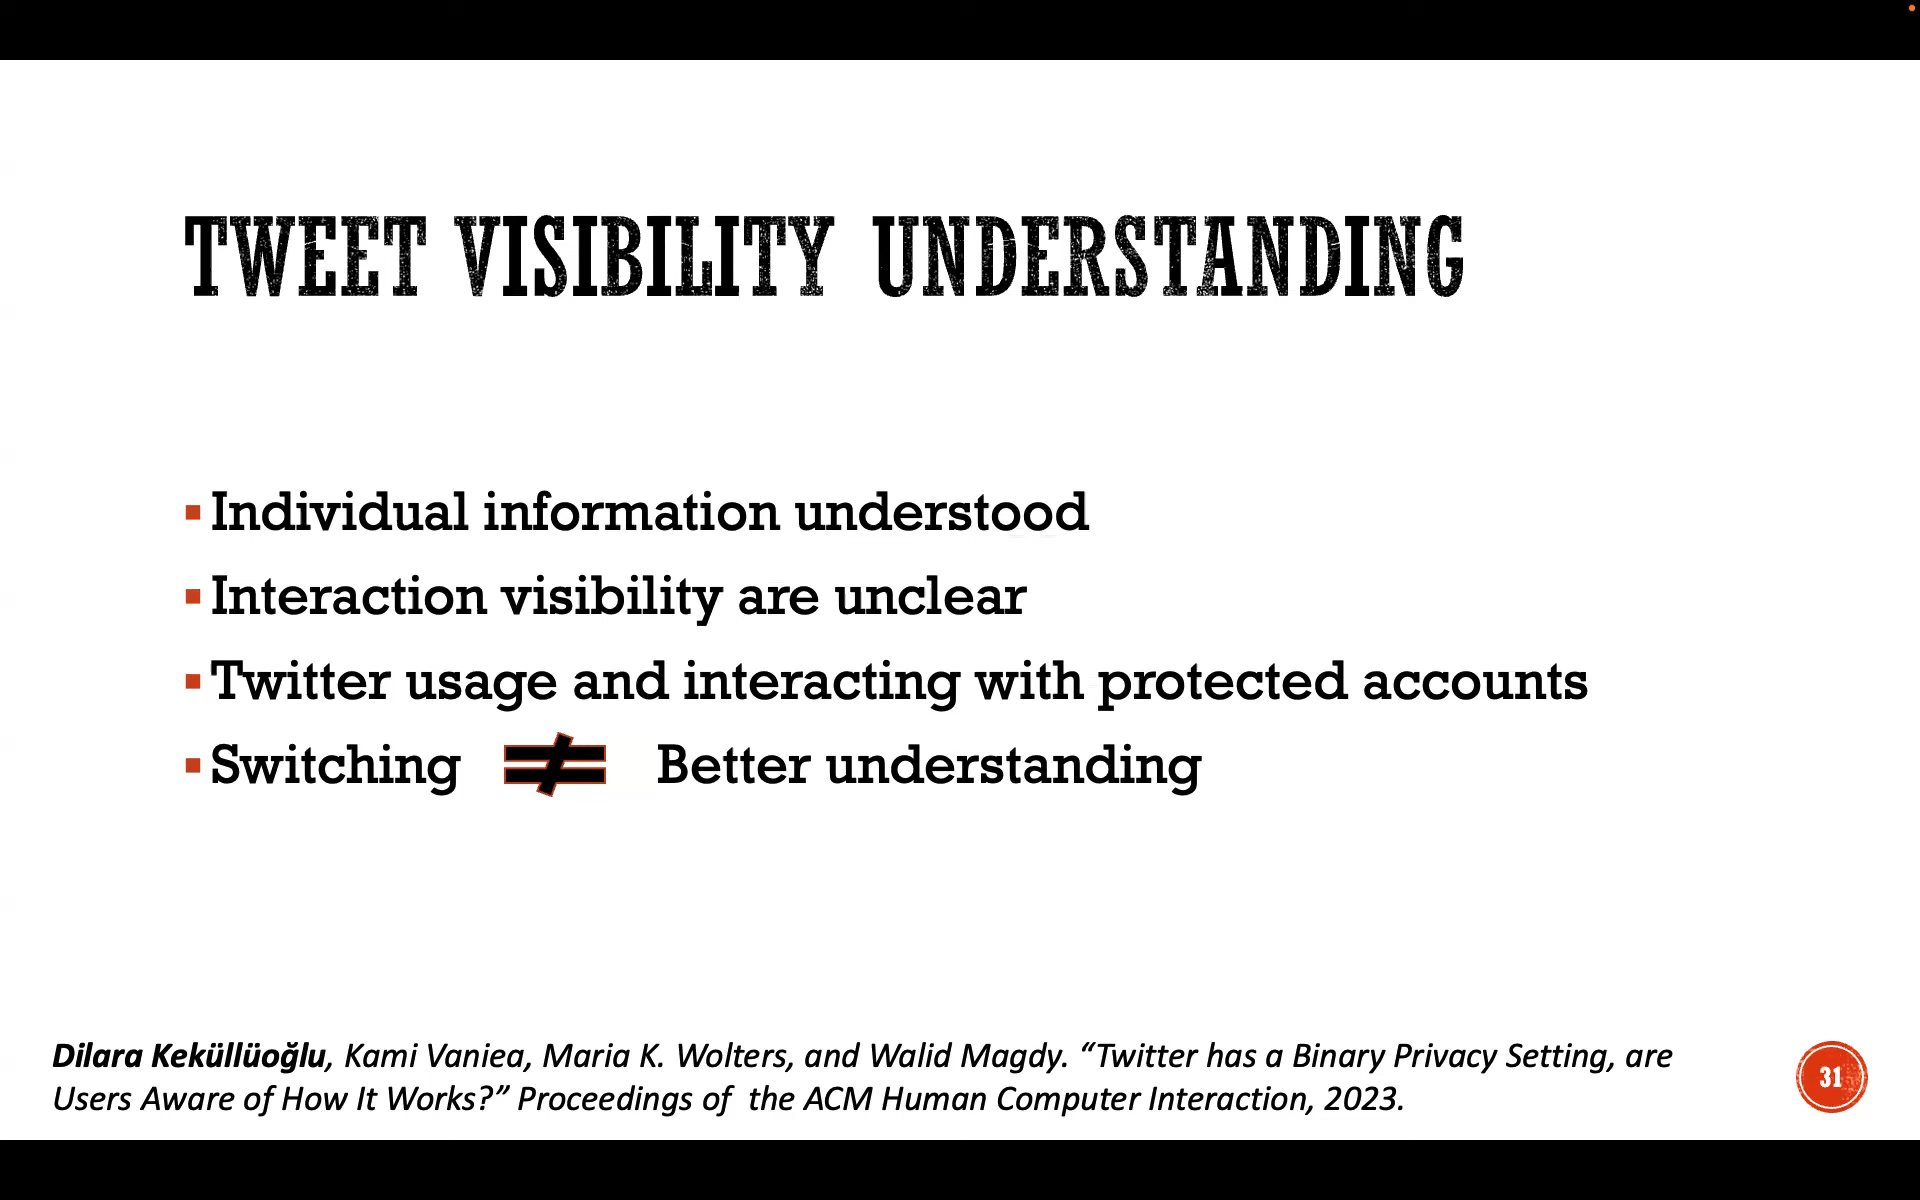 TWEET VISIBILITY UNDERSTANDING
▪ Individual information understood
▪ Interaction visibility are unclear
▪ Twitter usage and interacting with protected accounts
▪ Switching ≠ Better understanding
Dilara Keküllüoğlu, Kami Vaniea, Maria K. Wolters, and Walid Magdy. “Twitter has a Binary Privacy Setting, are
Users Aware of How It Works?” Proceedings of the ACM Human Computer Interaction, 2023.
31